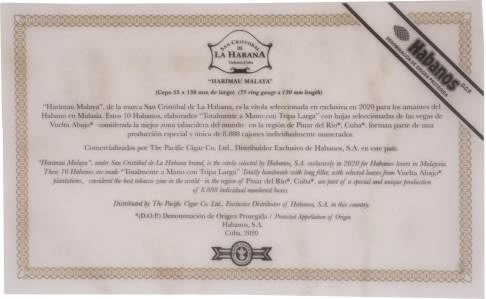 SAN CRISTOBAL
DE
LA HABANA
Habana-Cuba
Habanos
D.O.P.
DENOMINACIÓN DE ORIGEN PROTEGIDA
"HARIMAU MALAYA"
(Cepo 55 x 130 mm de largo) (55 ring gauge x 130 mm length)
"Harimau Malaya", de la marca San Cristóbal de La Habana, es la vitola seleccionada en exclusiva en 2020 para los amantes del
Habano en Malasia. Estos 10 Habanos, elaborados "Totalmente a Mano con Tripa Larga" con hojas seleccionadas de las vegas de
Vuelta Abajo* -considerada la mejor zona tabacalera del mundo- en la región de Pinar del Río*, Cuba*, forman parte de una
producción especial y única de 8.888 cajones individualmente numerados.
Comercializados por The Pacific Cigar Co. Ltd., Distribuidor Exclusivo de Habanos, S.A. en este país.
"Harimau Malaya", under San Cristóbal de La Habana brand, is the vitola selected by Habanos, S.A. exclusively in 2020 for Habanos lovers in Malaysia.
These 10 Habanos are made "Totalmente a Mano con Tripa Larga" Totally handmade with long filler, with selected leaves from Vuelta Abajo*
plantations, -considered the best tobacco zone in the world- in the region of Pinar del Río*, Cuba*, are part of a special and unique production
of 8.888 individual numbered boxes.
Distributed by The Pacific Cigar Co. Ltd., Exclusive Distributor of Habanos, S.A. in this country.
*(D.O.P.) Denominación de Origen Protegida / Protected Appellation of Origin
Habanos, S.A.
Cuba, 2020